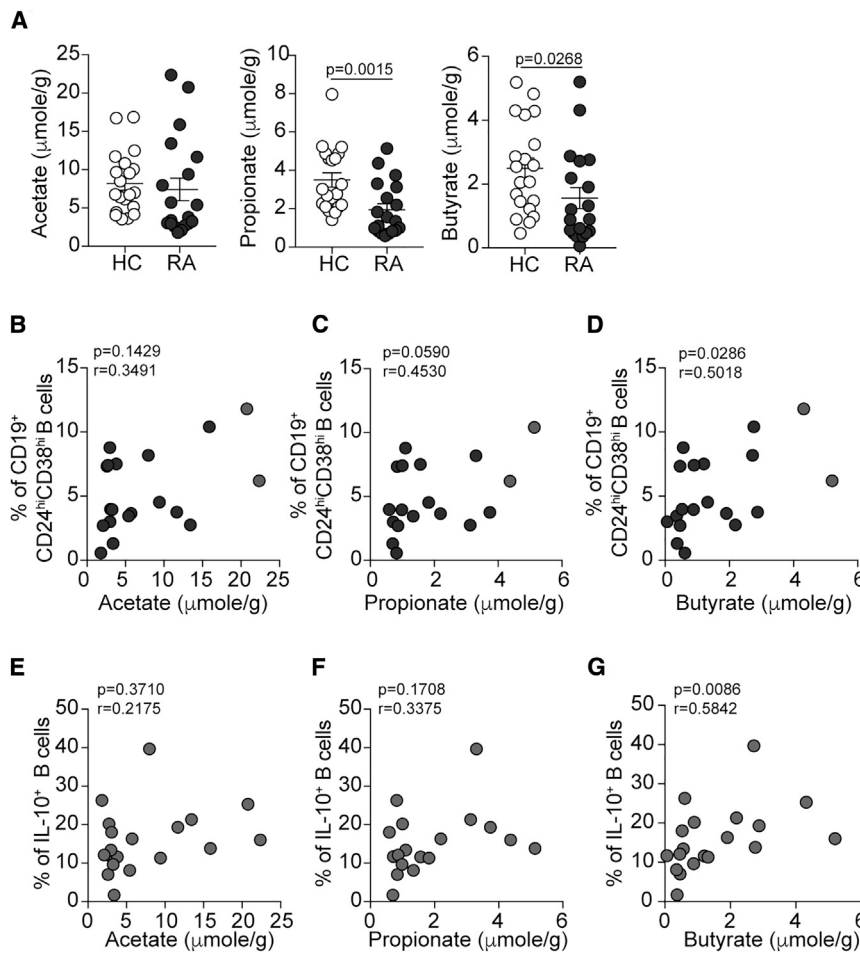 A
Acetate (μmole/g)
25
20
15
10
5
0
HC
RA
Propionate (μmole/g)
10
8
6
4
2
0
p=0.0015
HC
RA
Butyrate (μmole/g)
6
4
2
0
p=0.0268
HC
RA
B
p=0.1429
r=0.3491
% of CD19⁺
CD24ʰⁱCD38ʰⁱ B cells
15
10
5
0
0
5
10
15
20
25
Acetate (μmole/g)
C
p=0.0590
r=0.4530
% of CD19⁺
CD24ʰⁱCD38ʰⁱ B cells
15
10
5
0
0
2
4
6
Propionate (μmole/g)
D
p=0.0286
r=0.5018
% of CD19⁺
CD24ʰⁱCD38ʰⁱ B cells
15
10
5
0
0
2
4
6
Butyrate (μmole/g)
E
p=0.3710
r=0.2175
% of IL-10⁺ B cells
50
40
30
20
10
0
0
5
10
15
20
25
Acetate (μmole/g)
F
p=0.1708
r=0.3375
% of IL-10⁺ B cells
50
40
30
20
10
0
0
2
4
6
Propionate (μmole/g)
G
p=0.0086
r=0.5842
% of IL-10⁺ B cells
50
40
30
20
10
0
0
2
4
6
Butyrate (μmole/g)